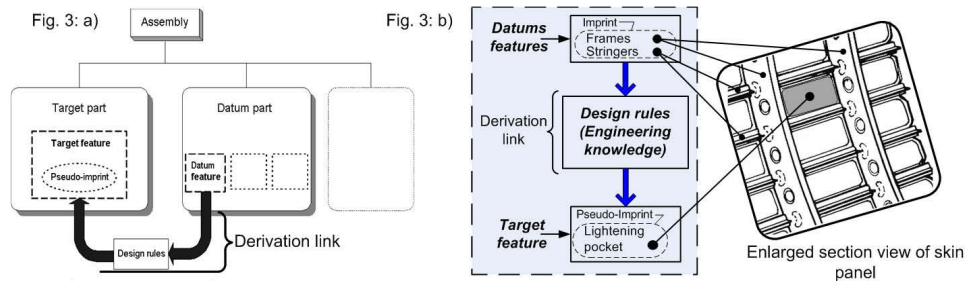 Fig. 3: a)
Assembly
Target part
Target feature
Pseudo-imprint
Datum part
Datum
feature
Design rules
Derivation link
Fig. 3: b)
Datums
features
Imprint
Frames
Stringers
Derivation
link
Design rules
(Engineering
knowledge)
Target
feature
Pseudo-Imprint
Lightening
pocket
Enlarged section view of skin
panel